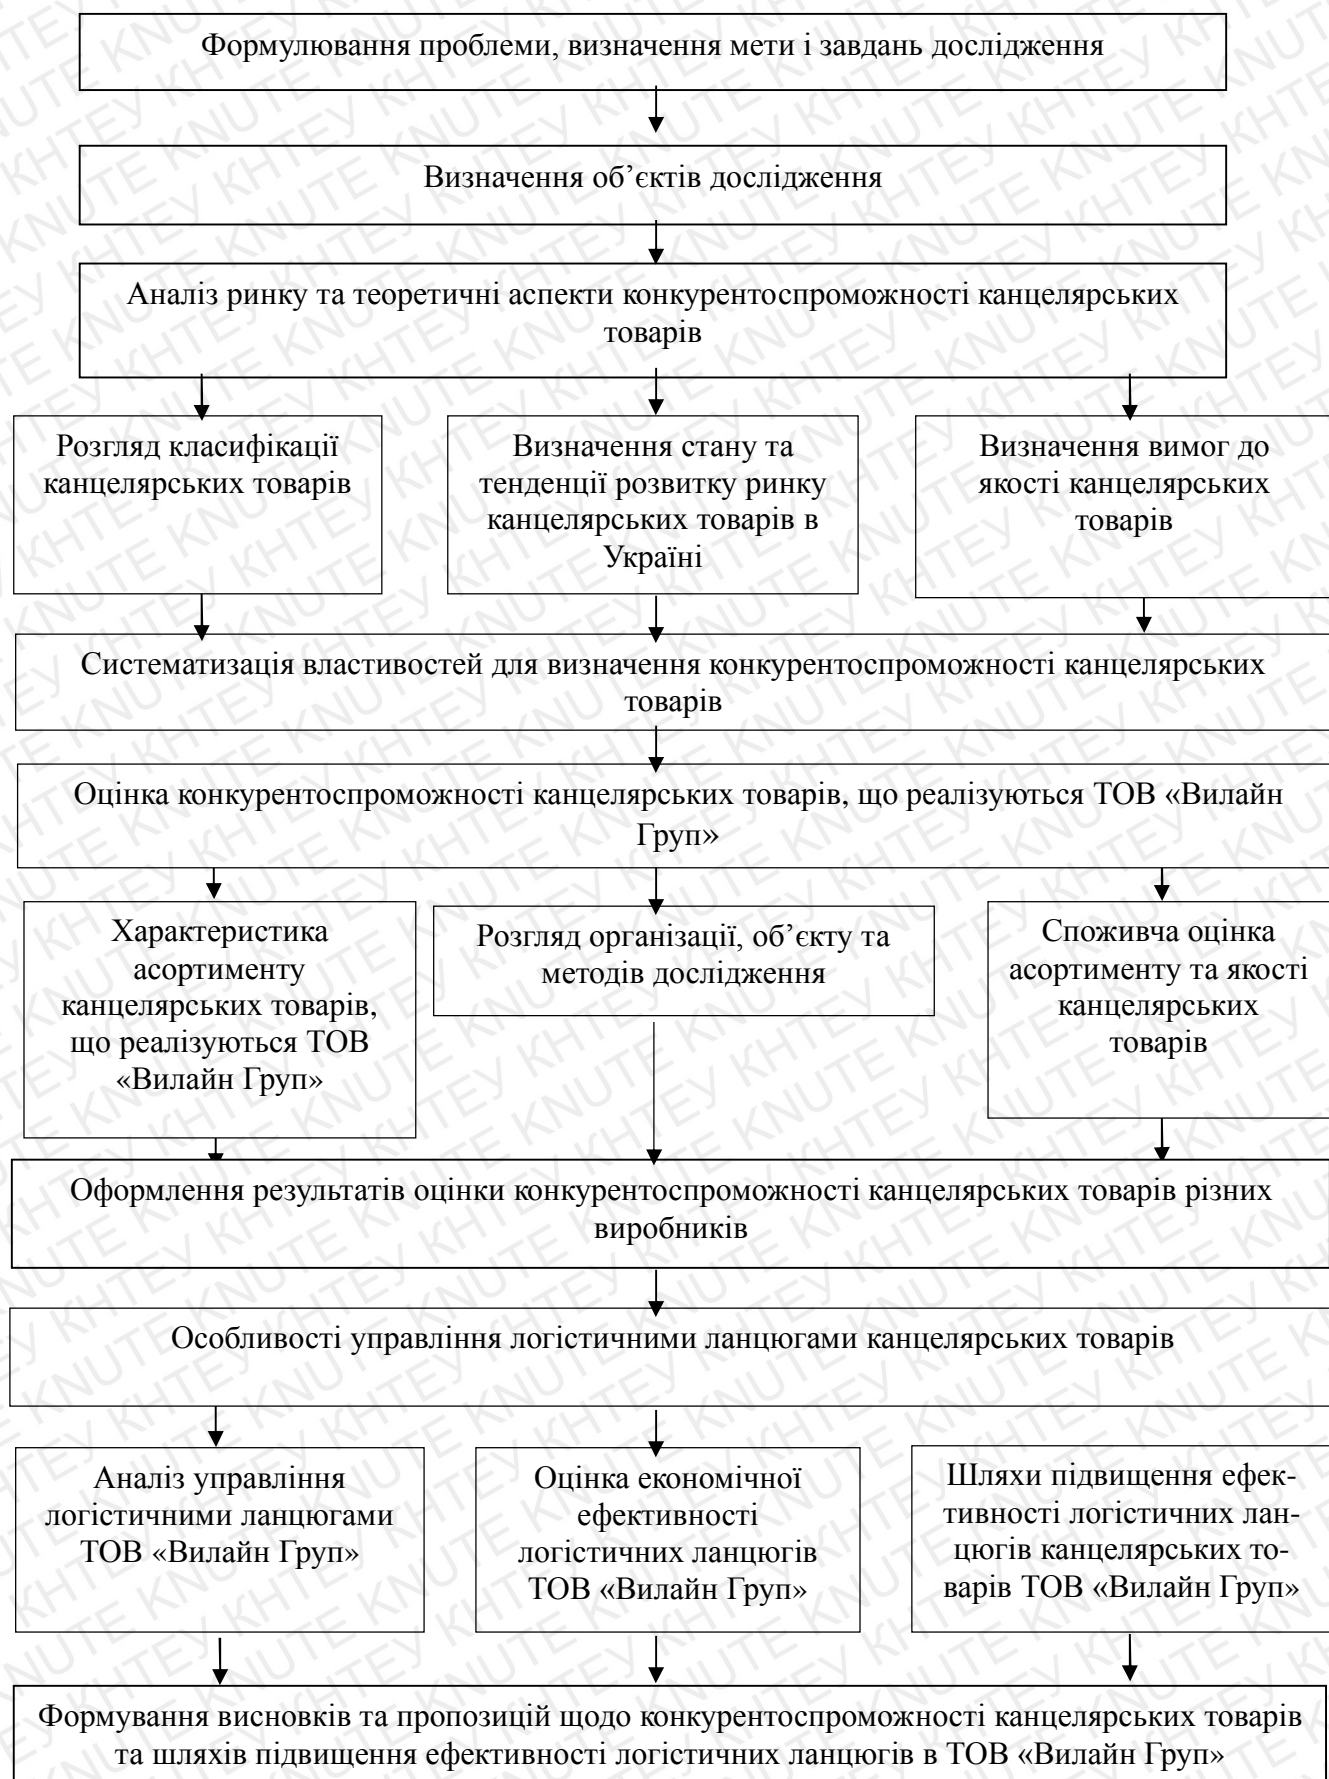 Формулювання проблеми, визначення мети і завдань дослідження
Визначення об’єктів дослідження
Аналіз ринку та теоретичні аспекти конкурентоспроможності канцелярських
товарів
Розгляд класифікації
канцелярських товарів
Визначення стану та
тенденції розвитку ринку
канцелярських товарів в
Україні
Визначення вимог до
якості канцелярських
товарів
Систематизація властивостей для визначення конкурентоспроможності канцелярських
товарів
Оцінка конкурентоспроможності канцелярських товарів, що реалізуються ТОВ «Вилайн
Груп»
Характеристика
асортименту
канцелярських товарів,
що реалізуються ТОВ
«Вилайн Груп»
Розгляд організації, об’єкту та
методів дослідження
Споживча оцінка
асортименту та якості
канцелярських
товарів
Оформлення результатів оцінки конкурентоспроможності канцелярських товарів різних
виробників
Особливості управління логістичними ланцюгами канцелярських товарів
Аналіз управління
логістичними ланцюгами
ТОВ «Вилайн Груп»
Оцінка економічної
ефективності
логістичних ланцюгів
ТОВ «Вилайн Груп»
Шляхи підвищення ефек-
тивності логістичних лан-
цюгів канцелярських то-
варів ТОВ «Вилайн Груп»
Формування висновків та пропозицій щодо конкурентоспроможності канцелярських товарів
та шляхів підвищення ефективності логістичних ланцюгів в ТОВ «Вилайн Груп»